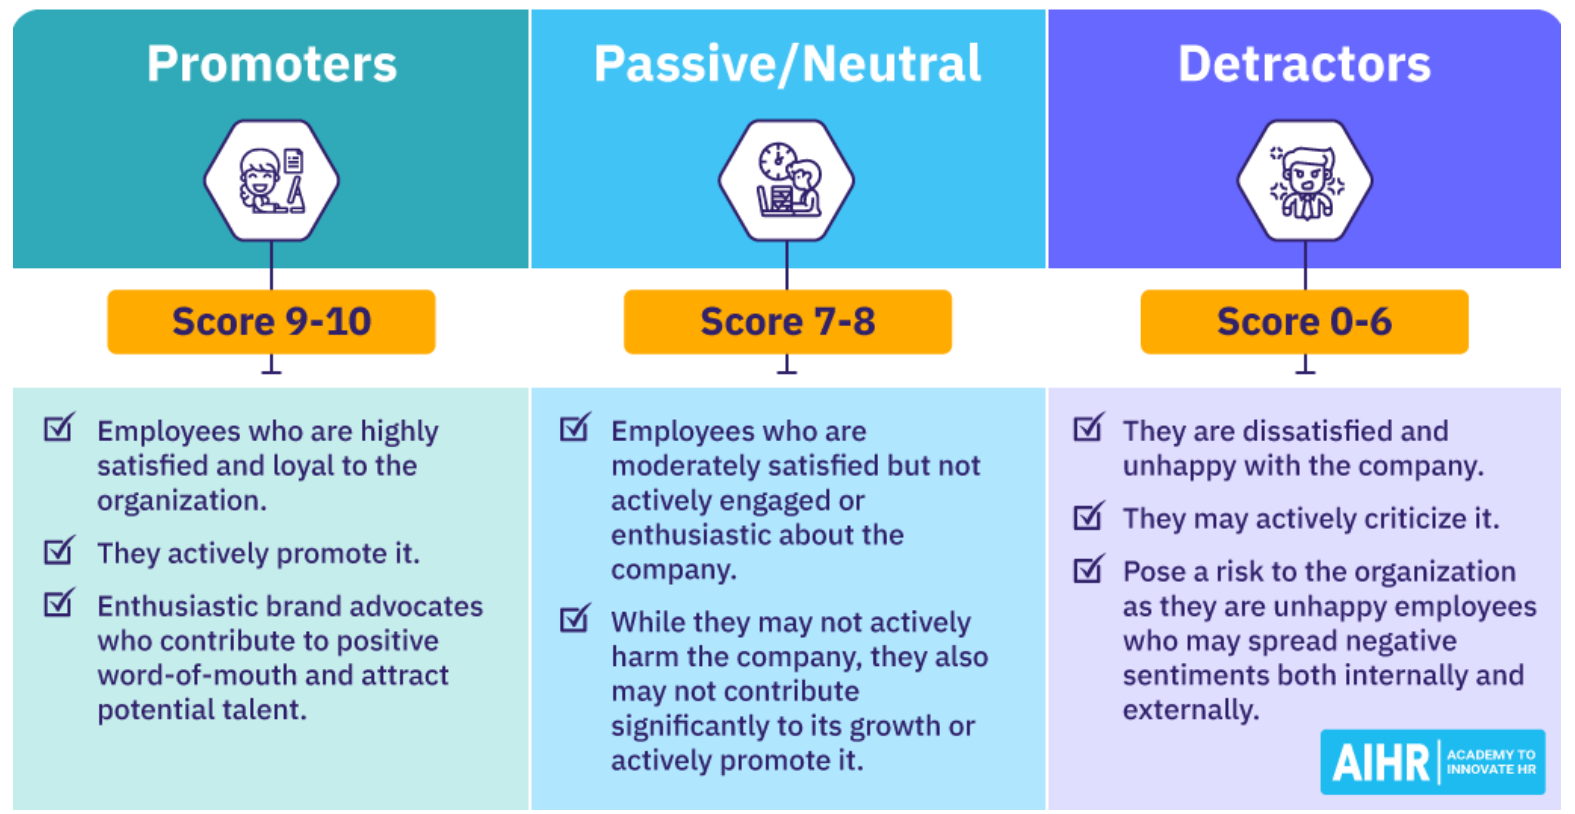 Promoters
Score 9-10
Employees who are highly
satisfied and loyal to the
organization.
They actively promote it.
Enthusiastic brand advocates
who contribute to positive
word-of-mouth and attract
potential talent.
Passive/Neutral
Score 7-8
Employees who are
moderately satisfied but not
actively engaged or
enthusiastic about the
company.
While they may not actively
harm the company, they also
may not contribute
significantly to its growth or
actively promote it.
Detractors
Score 0-6
They are dissatisfied and
unhappy with the company.
They may actively criticize it.
Pose a risk to the organization
as they are unhappy employees
who may spread negative
sentiments both internally and
externally.
AIHR
ACADEMY TO
INNOVATE HR